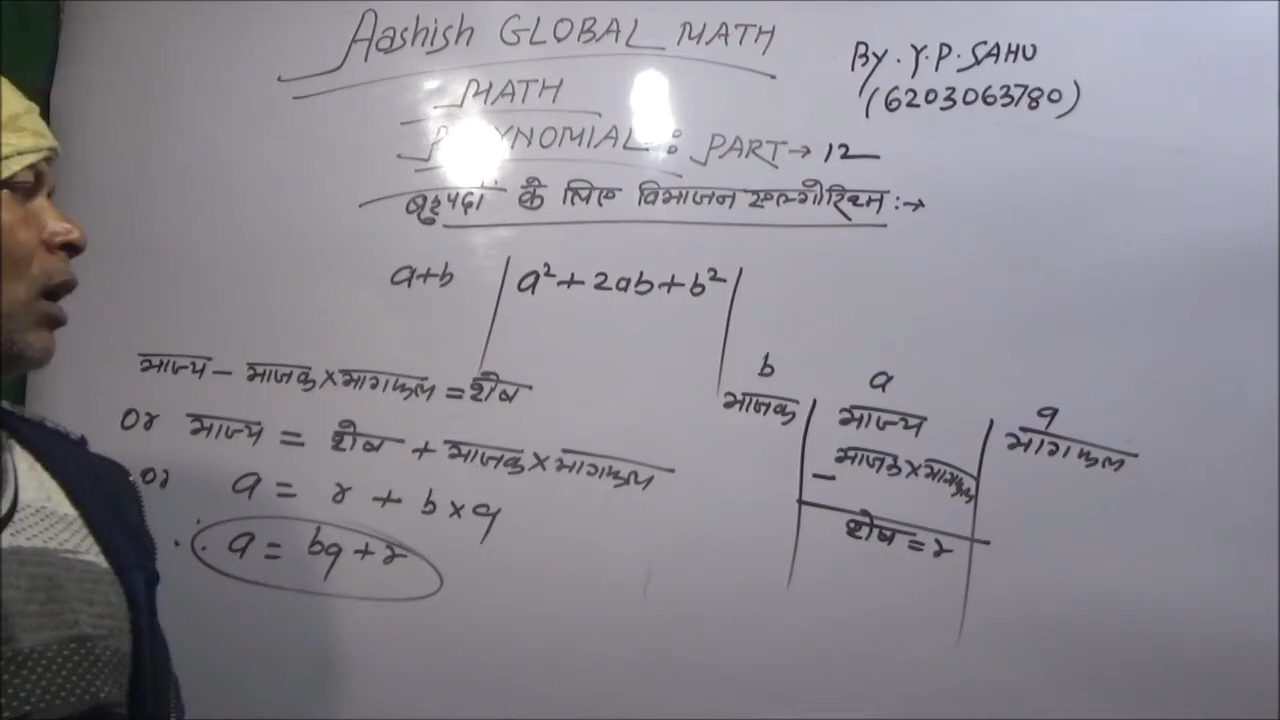 Aashish GLOBAL MATH
BY. Y.P. SAHU
(6203063780)
MATH
POLYNOMIAL: PART → 12
बहुपदों के लिए विभाजन एल्गोरिथ्म :→
a+b | a² + 2ab + b² |
भाज्य - भाजक × भागफल = शेष
or भाज्य = शेष + भाजक × भागफल
or a = r + b × q
∴ a = bq + r
b a q
भाजक | भाज्य | भागफल
- भाजक × भागफल
शेष = r